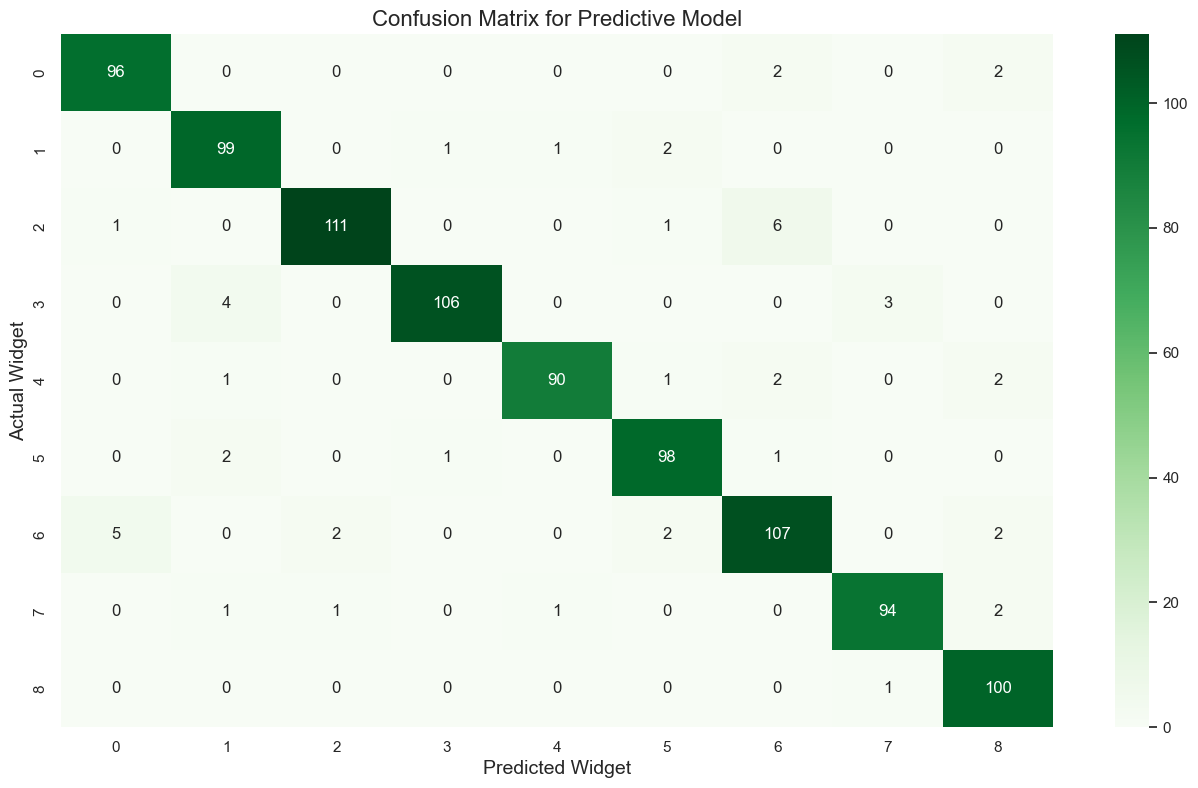 Confusion Matrix for Predictive Model
0 96 0 0 0 0 0 2 0 2
1 0 99 0 1 1 2 0 0 0
2 1 0 111 0 0 1 6 0 0
3 0 4 0 106 0 0 0 3 0
4 0 1 0 0 90 1 2 0 2
5 0 2 0 1 0 98 1 0 0
6 5 0 2 0 0 2 107 0 2
7 0 1 1 0 1 0 0 94 2
8 0 0 0 0 0 0 0 1 100
0 1 2 3 4 5 6 7 8
Predicted Widget
Actual Widget
100
80
60
40
20
0